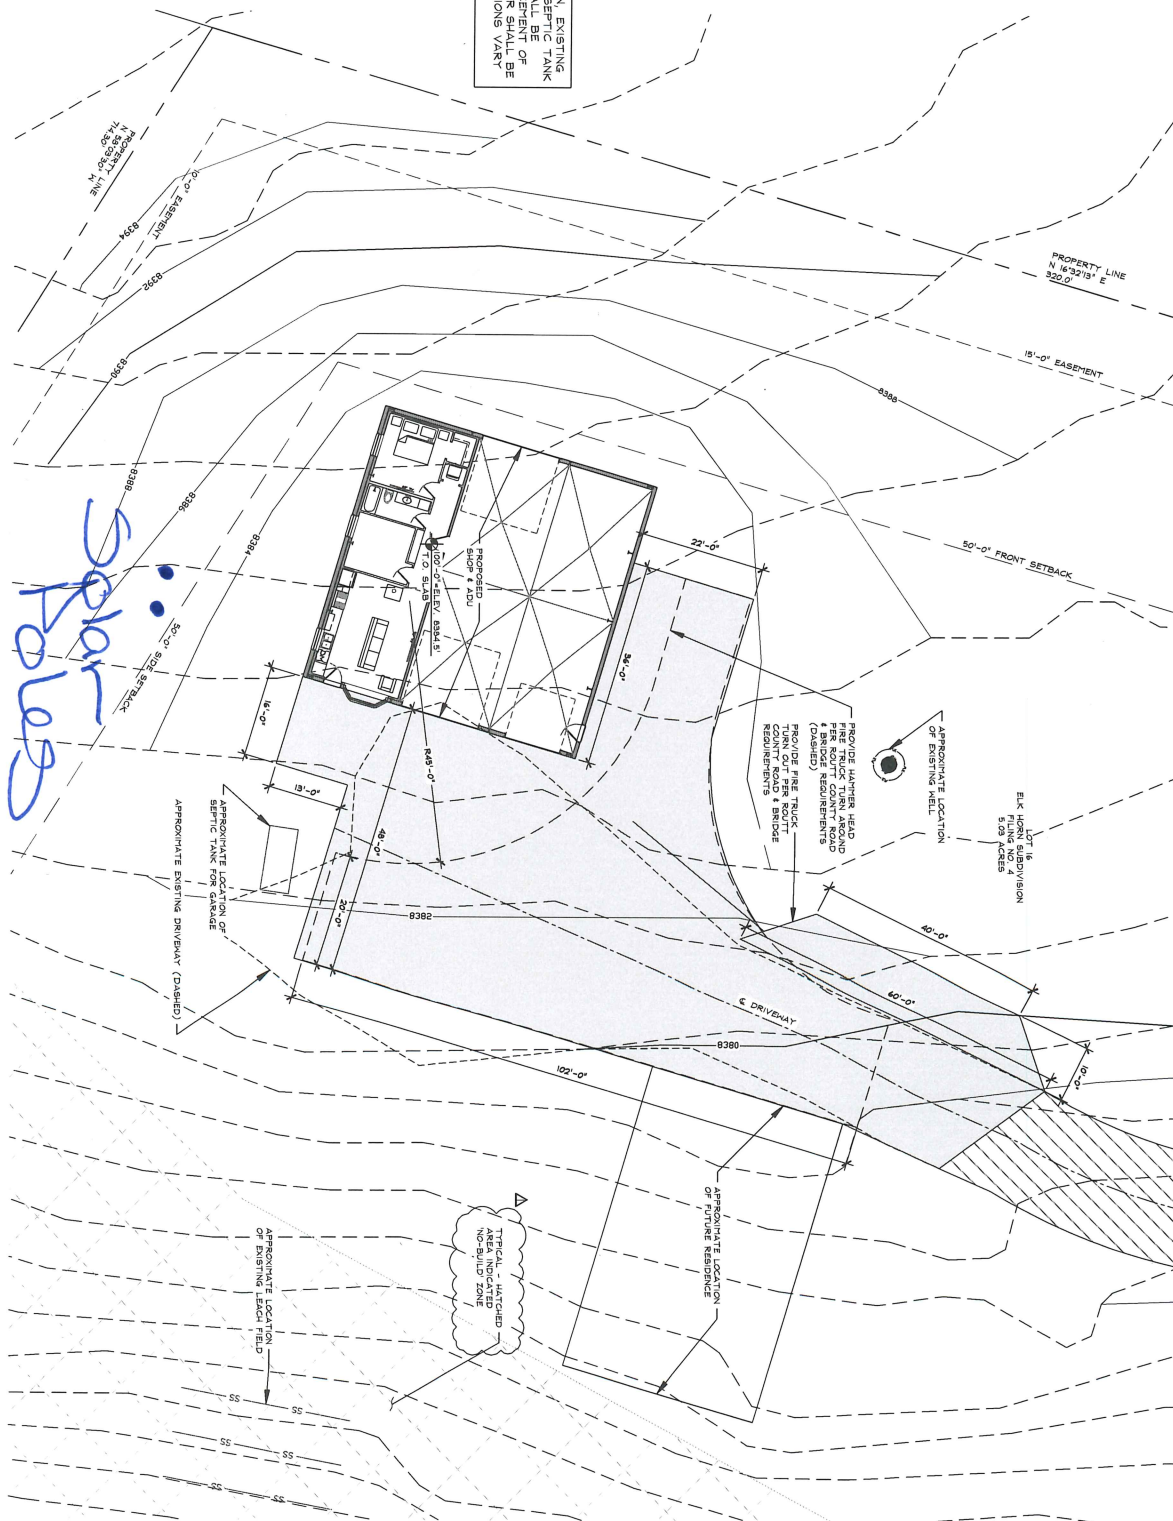 N, EXISTING
SEPTIC TANK
ALL BE
EMENT OF
R SHALL BE
IONS VARY
PROPERTY LINE
N 58°03'30" W
714.30'
10'-0" EASEMENT
8394
8392
8390
8388
8386
8384
PROPERTY LINE
N 16°32'13" E
320.0'
15'-0" EASEMENT
8388
50'-0" FRONT SETBACK
22'-0"
PROPOSED
SHOP & ADU
100'-0"=ELEV. 8384.5'
T.O. SLAB
36'-0"
16'-0"
R45'-0"
13'-0"
48'-0"
20'-0"
50'-0" SIDE SETBACK
Solar
Poles
APPROXIMATE LOCATION
OF EXISTING WELL
PROVIDE HAMMER HEAD
FIRE TRUCK TURN AROUND
PER ROUTT COUNTY ROAD
& BRIDGE REQUIREMENTS
(DASHED)
PROVIDE FIRE TRUCK
TURN OUT PER ROUTT
COUNTY ROAD & BRIDGE
REQUIREMENTS
LOT 16
ELK HORN SUBDIVISION
FILING NO. 4
5.03 ACRES
APPROXIMATE LOCATION OF
SEPTIC TANK FOR GARAGE
APPROXIMATE EXISTING DRIVEWAY (DASHED)
8382
40'-0"
60'-0"
10'-0"
℄ DRIVEWAY
8380
102'-0"
APPROXIMATE LOCATION
OF FUTURE RESIDENCE
TYPICAL - HATCHED
AREA INDICATED
'NO-BUILD' ZONE
APPROXIMATE LOCATION
OF EXISTING LEACH FIELD
SS
SS
SS
SS
SS
SS